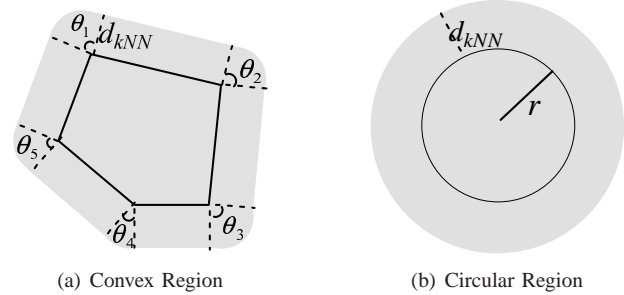 θ1 dkNN
θ2
θ3
θ4
θ5
(a) Convex Region
dkNN
r
(b) Circular Region